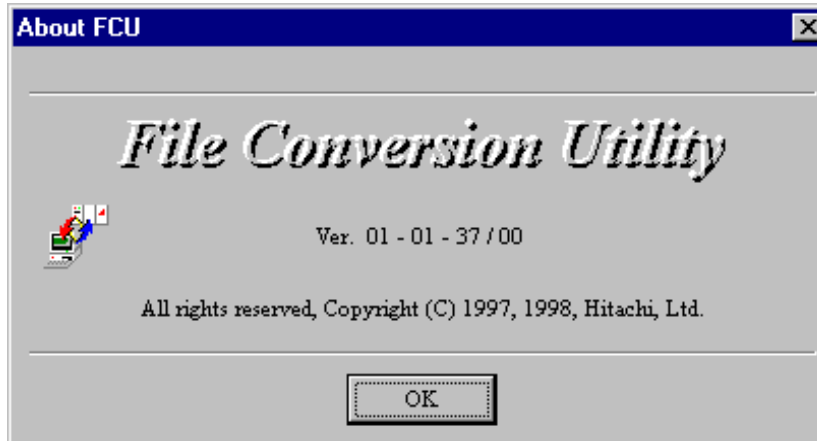 About FCU
File Conversion Utility
Ver. 01 - 01 - 37 / 00
All rights reserved, Copyright (C) 1997, 1998, Hitachi, Ltd.
OK